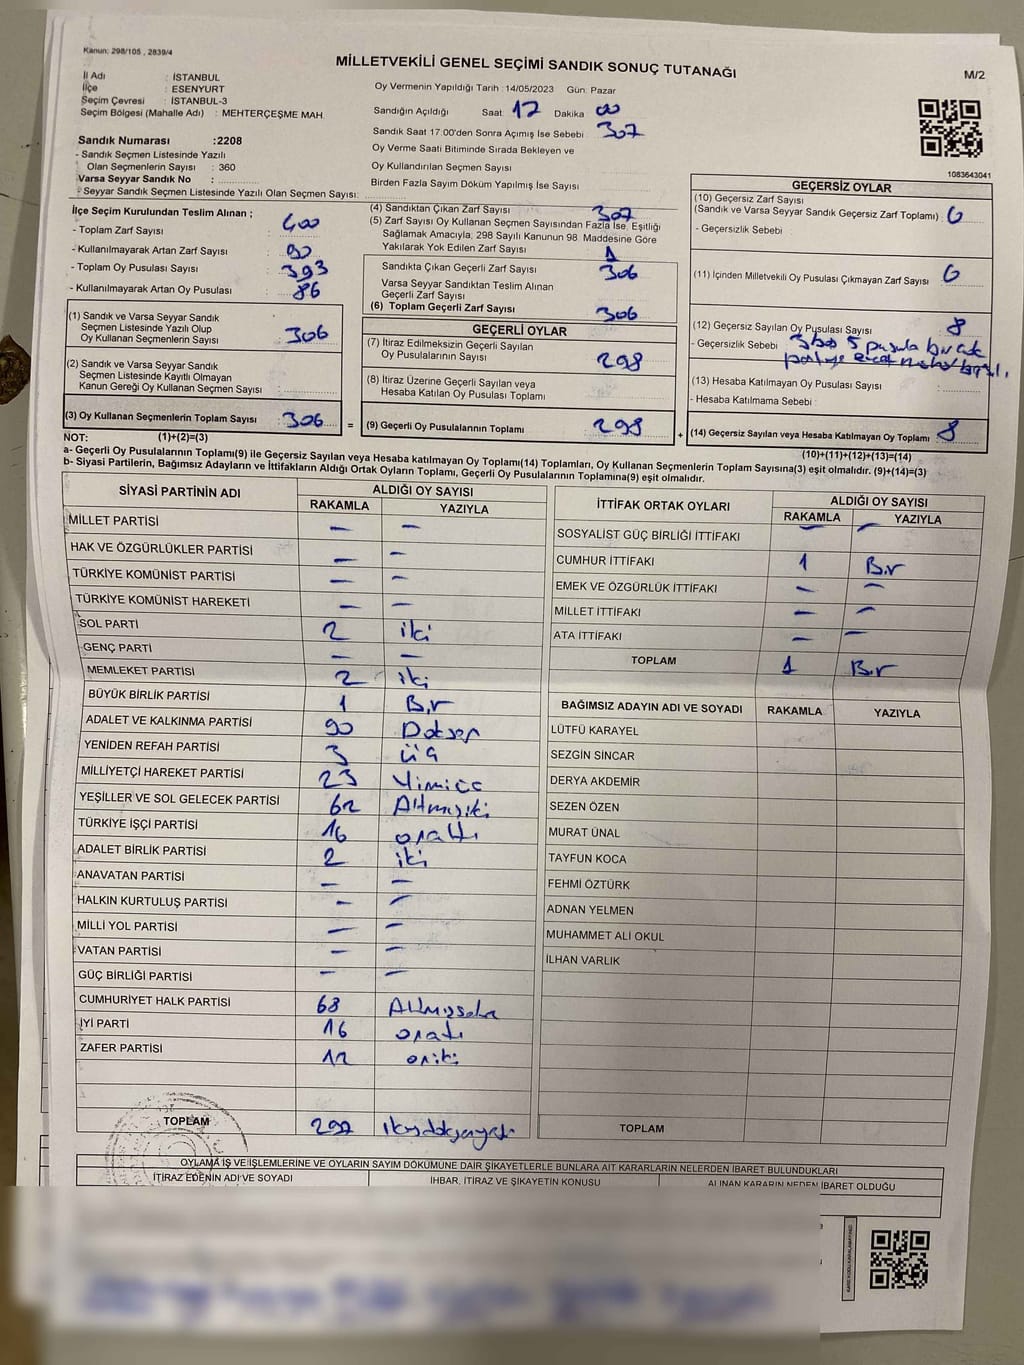 Kanun: 298/105 , 2839/4
MİLLETVEKİLİ GENEL SEÇİMİ SANDIK SONUÇ TUTANAĞI
M/2
İl Adı : İSTANBUL
İlçe : ESENYURT
Seçim Çevresi : İSTANBUL-3
Seçim Bölgesi (Mahalle Adı) : MEHTERÇEŞME MAH.
Sandık Numarası :2208
- Sandık Seçmen Listesinde Yazılı
Olan Seçmenlerin Sayısı : 360
Varsa Seyyar Sandık No :
- Seyyar Sandık Seçmen Listesinde Yazılı Olan Seçmen Sayısı:
Oy Vermenin Yapıldığı Tarih :14/05/2023 Gün: Pazar
Sandığın Açıldığı Saat 17 Dakika 00
Sandık Saat 17:00'den Sonra Açımış İse Sebebi 307
Oy Verme Saati Bitiminde Sırada Bekleyen ve
Oy Kullandırılan Seçmen Sayısı
Birden Fazla Sayım Döküm Yapılmış İse Sayısı
1083643041
İlçe Seçim Kurulundan Teslim Alınan ;
- Toplam Zarf Sayısı 400
- Kullanılmayarak Artan Zarf Sayısı 90
- Toplam Oy Pusulası Sayısı 393
- Kullanılmayarak Artan Oy Pusulası 86
(1) Sandık ve Varsa Seyyar Sandık
Seçmen Listesinde Yazılı Olup
Oy Kullanan Seçmenlerin Sayısı 306
(2) Sandık ve Varsa Seyyar Sandık
Seçmen Listesinde Kayıtlı Olmayan
Kanun Gereği Oy Kullanan Seçmen Sayısı
(3) Oy Kullanan Seçmenlerin Toplam Sayısı 306 =
(4) Sandıktan Çıkan Zarf Sayısı 307
(5) Zarf Sayısı Oy Kullanan Seçmen Sayısından Fazla İse, Eşitliği
Sağlamak Amacıyla; 298 Sayılı Kanunun 98. Maddesine Göre
Yakılarak Yok Edilen Zarf Sayısı 1
Sandıkta Çıkan Geçerli Zarf Sayısı 306
Varsa Seyyar Sandıktan Teslim Alınan
Geçerli Zarf Sayısı
(6) Toplam Geçerli Zarf Sayısı 306
GEÇERLİ OYLAR
(7) İtiraz Edilmeksizin Geçerli Sayılan
Oy Pusulalarının Sayısı 298
(8) İtiraz Üzerine Geçerli Sayılan veya
Hesaba Katılan Oy Pusulası Toplamı
(9) Geçerli Oy Pusulalarının Toplamı 298 +
GEÇERSİZ OYLAR
(10) Geçersiz Zarf Sayısı
(Sandık ve Varsa Seyyar Sandık Geçersiz Zarf Toplamı) 0
- Geçersizlik Sebebi :
(11) İçinden Milletvekili Oy Pusulası Çıkmayan Zarf Sayısı 0
(12) Geçersiz Sayılan Oy Pusulası Sayısı 8
- Geçersizlik Sebebi 3 boş 5 pusula
(13) Hesaba Katılmayan Oy Pusulası Sayısı :
- Hesaba Katılmama Sebebi :
(14) Geçersiz Sayılan veya Hesaba Katılmayan Oy Toplamı 8
NOT: (1)+(2)=(3)
(10)+(11)+(12)+(13)=(14)
a- Geçerli Oy Pusulalarının Toplamı(9) ile Geçersiz Sayılan veya Hesaba katılmayan Oy Toplamı(14) Toplamları, Oy Kullanan Seçmenlerin Toplam Sayısına(3) eşit olmalıdır. (9)+(14)=(3)
b- Siyasi Partilerin, Bağımsız Adayların ve İttifakların Aldığı Ortak Oyların Toplamı, Geçerli Oy Pusulalarının Toplamına(9) eşit olmalıdır.
SİYASİ PARTİNİN ADI ALDIĞI OY SAYISI
RAKAMLA YAZIYLA
MİLLET PARTİSİ — —
HAK VE ÖZGÜRLÜKLER PARTİSİ — —
TÜRKİYE KOMÜNİST PARTİSİ — —
TÜRKİYE KOMÜNİST HAREKETİ — —
SOL PARTİ 2 iki
GENÇ PARTİ — —
MEMLEKET PARTİSİ 2 iki
BÜYÜK BİRLİK PARTİSİ 1 Bir
ADALET VE KALKINMA PARTİSİ 90 Doksan
YENİDEN REFAH PARTİSİ 3 üç
MİLLİYETÇİ HAREKET PARTİSİ 23 Yirmiüç
YEŞİLLER VE SOL GELECEK PARTİSİ 62 Altmışiki
TÜRKİYE İŞÇİ PARTİSİ 16 onaltı
ADALET BİRLİK PARTİSİ 2 iki
ANAVATAN PARTİSİ — —
HALKIN KURTULUŞ PARTİSİ — —
MİLLİ YOL PARTİSİ — —
VATAN PARTİSİ — —
GÜÇ BİRLİĞİ PARTİSİ — —
CUMHURİYET HALK PARTİSİ 68 Altmışsekiz
İYİ PARTİ 16 onaltı
ZAFER PARTİSİ 12 oniki
TOPLAM 297 ikiyüzdoksanyedi
İTTİFAK ORTAK OYLARI ALDIĞI OY SAYISI
RAKAMLA YAZIYLA
SOSYALİST GÜÇ BİRLİĞİ İTTİFAKI — —
CUMHUR İTTİFAKI 1 Bir
EMEK VE ÖZGÜRLÜK İTTİFAKI — —
MİLLET İTTİFAKI — —
ATA İTTİFAKI — —
TOPLAM 1 Bir
BAĞIMSIZ ADAYIN ADI VE SOYADI RAKAMLA YAZIYLA
LÜTFÜ KARAYEL
SEZGİN SİNCAR
DERYA AKDEMİR
SEZEN ÖZEN
MURAT ÜNAL
TAYFUN KOCA
FEHMİ ÖZTÜRK
ADNAN YELMEN
MUHAMMET ALİ OKUL
İLHAN VARLIK
TOPLAM
OYLAMA İŞ VE İŞLEMLERİNE VE OYLARIN SAYIM DÖKÜMÜNE DAİR ŞİKAYETLERLE BUNLARA AİT KARARLARIN NELERDEN İBARET BULUNDUKLARI
İTİRAZ EDENİN ADI VE SOYADI İHBAR, İTİRAZ VE ŞİKAYETİN KONUSU ALINAN KARARIN NEDEN İBARET OLDUĞU